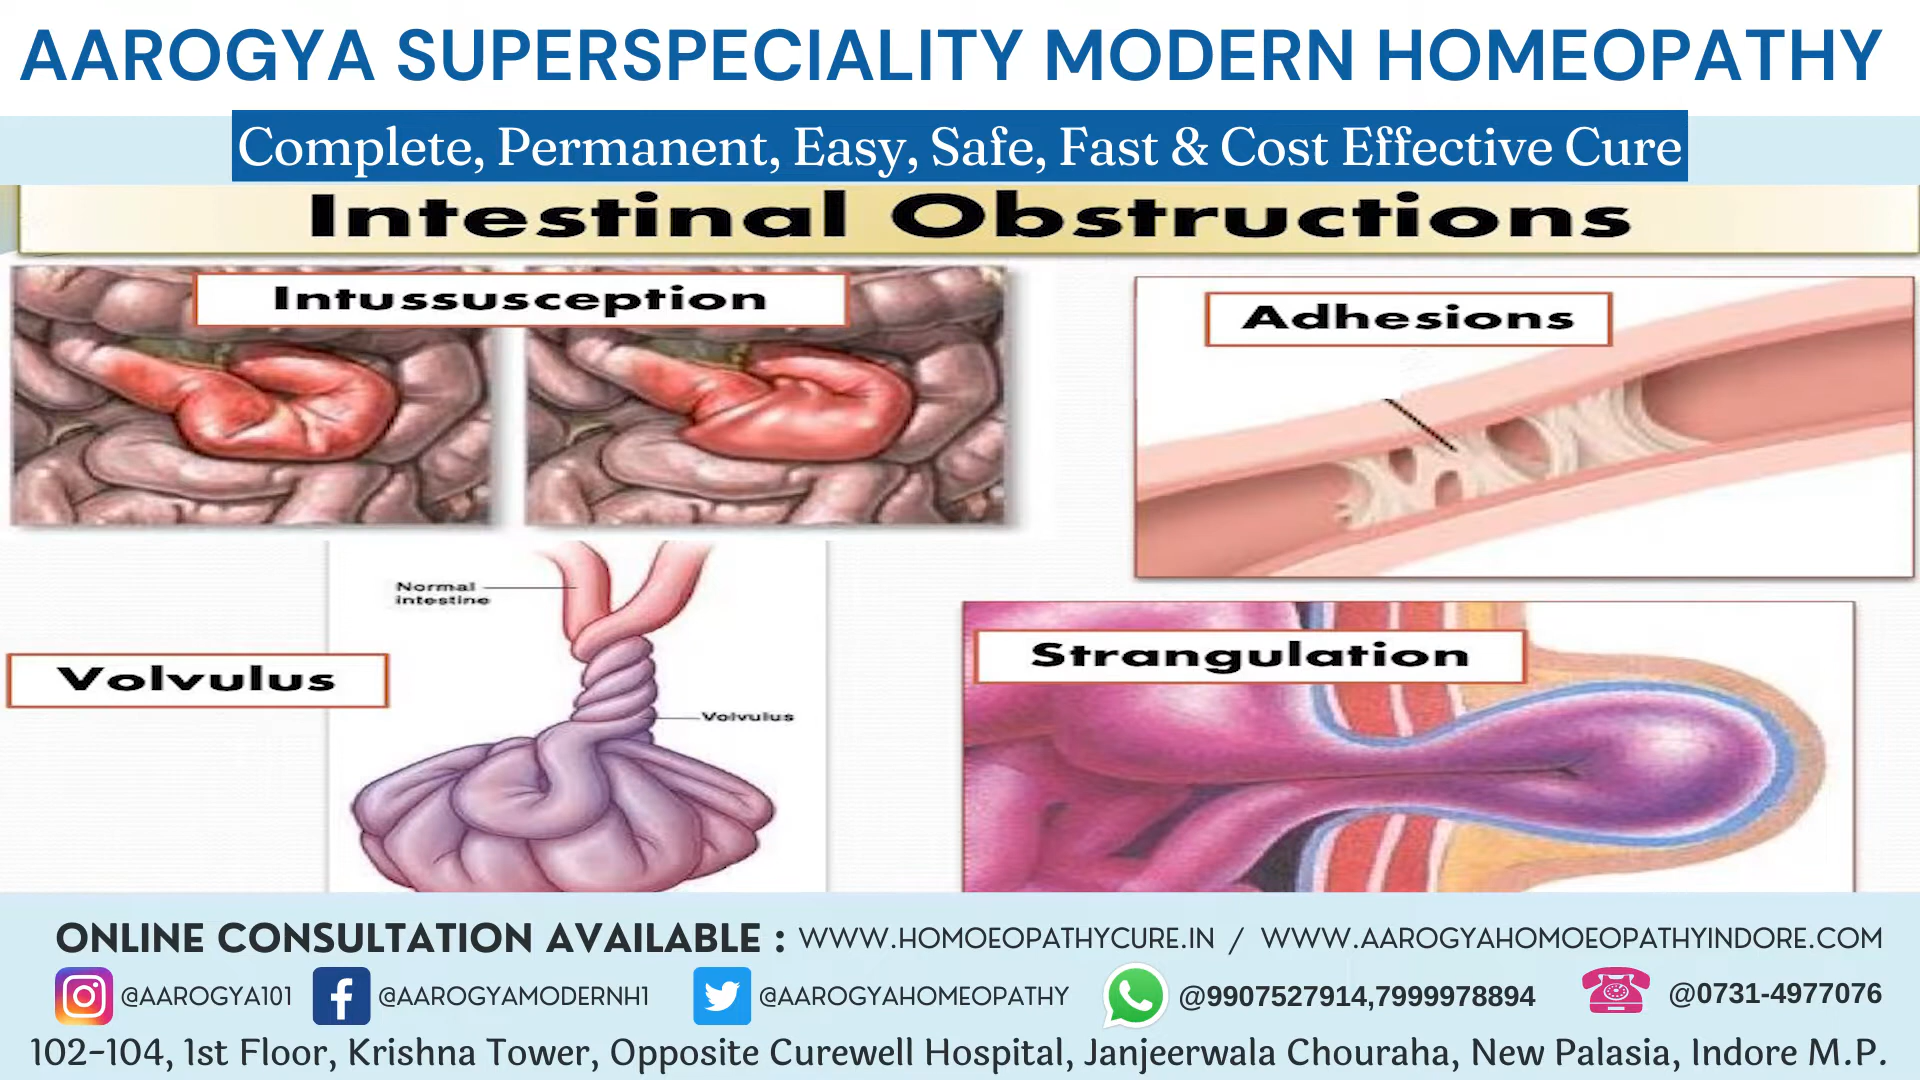 AAROGYA SUPERSPECIALITY MODERN HOMEOPATHY
Complete, Permanent, Easy, Safe, Fast & Cost Effective Cure
Intestinal Obstructions
Intussusception
Adhesions
Normal
intestine
Volvulus
Volvulus
Strangulation
ONLINE CONSULTATION AVAILABLE : WWW.HOMOEOPATHYCURE.IN / WWW.AAROGYAHOMOEOPATHYINDORE.COM
@AAROGYA101 @AAROGYAMODERNH1 @AAROGYAHOMEOPATHY @9907527914,7999978894 @0731-4977076
102-104, 1st Floor, Krishna Tower, Opposite Curewell Hospital, Janjeerwala Chouraha, New Palasia, Indore M.P.